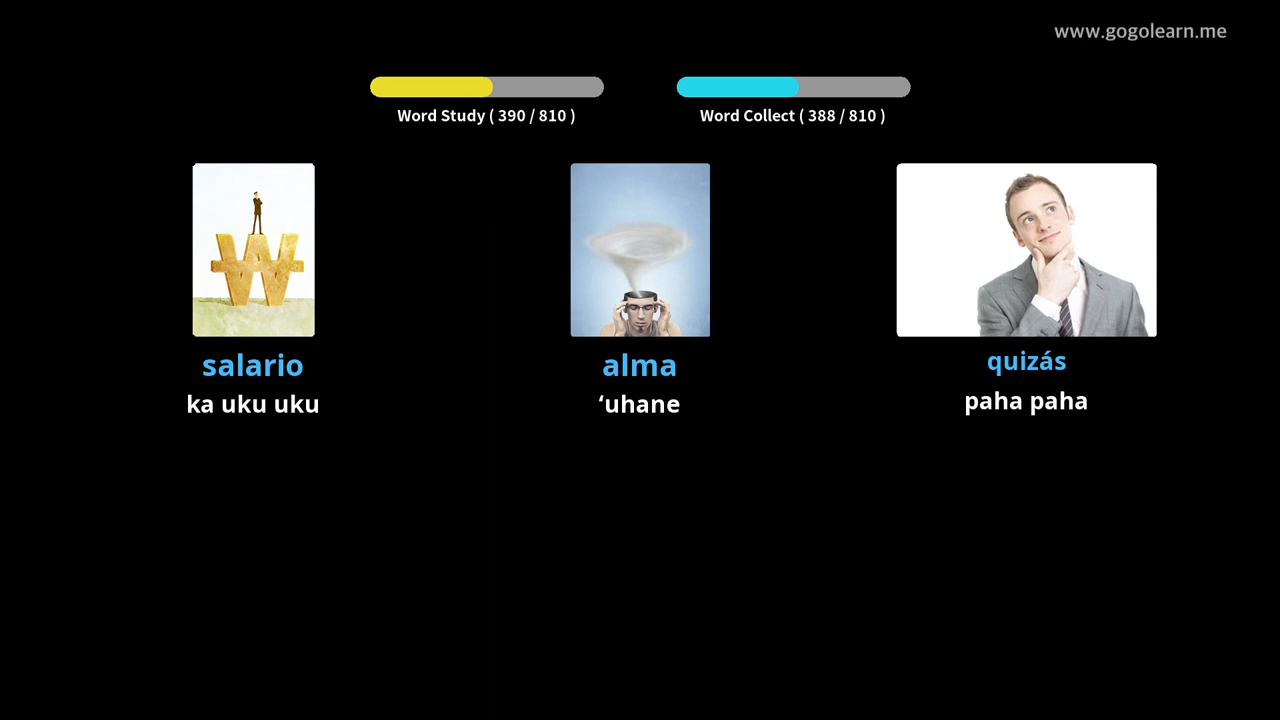 www.gogolearn.me
Word Study ( 390 / 810 )
Word Collect ( 388 / 810 )
salario
ka uku uku
alma
ʻuhane
quizás
paha paha